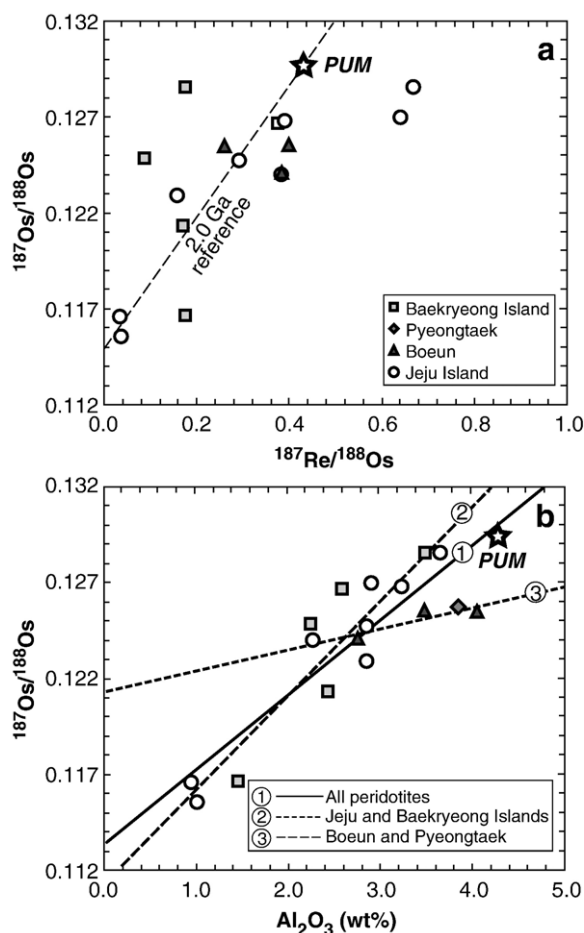 0.132
0.127
0.122
0.117
0.112
187Os/188Os
a
PUM
2.0 Ga
reference
Baekryeong Island
Pyeongtaek
Boeun
Jeju Island
0.0 0.2 0.4 0.6 0.8 1.0
187Re/188Os
0.132
0.127
0.122
0.117
0.112
187Os/188Os
b
2
1
PUM
3
1 All peridotites
2 Jeju and Baekryeong Islands
3 Boeun and Pyeongtaek
0.0 1.0 2.0 3.0 4.0 5.0
Al2O3 (wt%)